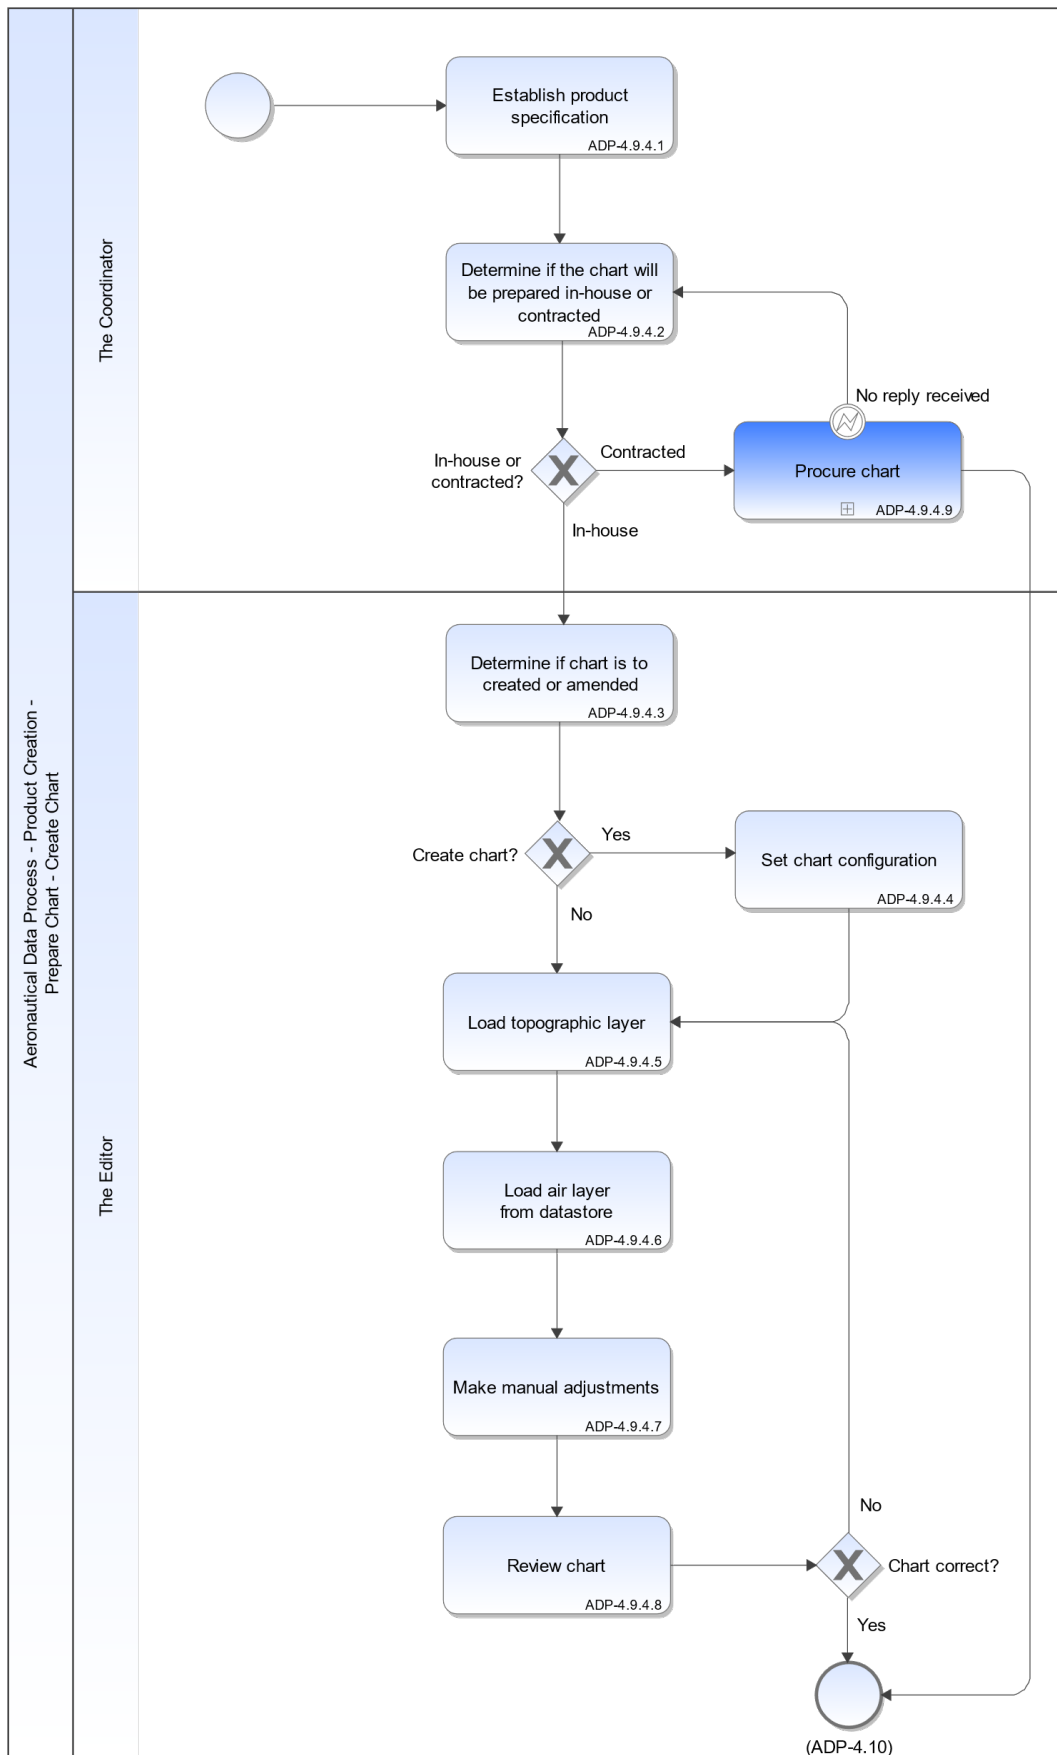 Aeronautical Data Process - Product Creation -
Prepare Chart - Create Chart
The Coordinator
Establish product
specification
ADP-4.9.4.1
Determine if the chart will
be prepared in-house or
contracted
ADP-4.9.4.2
No reply received
In-house or
contracted?
Contracted
Procure chart
ADP-4.9.4.9
In-house
The Editor
Determine if chart is to
created or amended
ADP-4.9.4.3
Create chart?
Yes
Set chart configuration
ADP-4.9.4.4
No
Load topographic layer
ADP-4.9.4.5
Load air layer
from datastore
ADP-4.9.4.6
Make manual adjustments
ADP-4.9.4.7
No
Review chart
ADP-4.9.4.8
Chart correct?
Yes
(ADP-4.10)